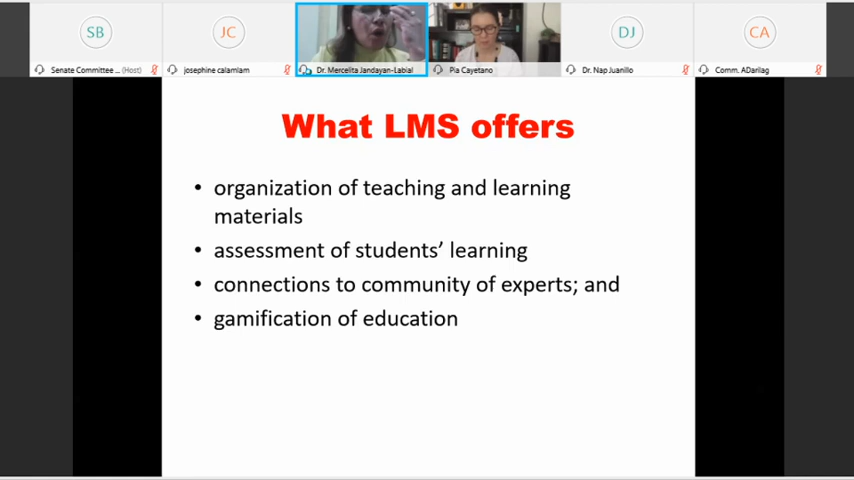 SB
JC
DJ
CA
Senate Committee ... (Host)
josephine calamlam
Dr. Mercelita Jandayan-Labial
Pia Cayetano
Dr. Nap Juanillo
Comm. ADarilag
What LMS offers
• organization of teaching and learning
materials
• assessment of students’ learning
• connections to community of experts; and
• gamification of education